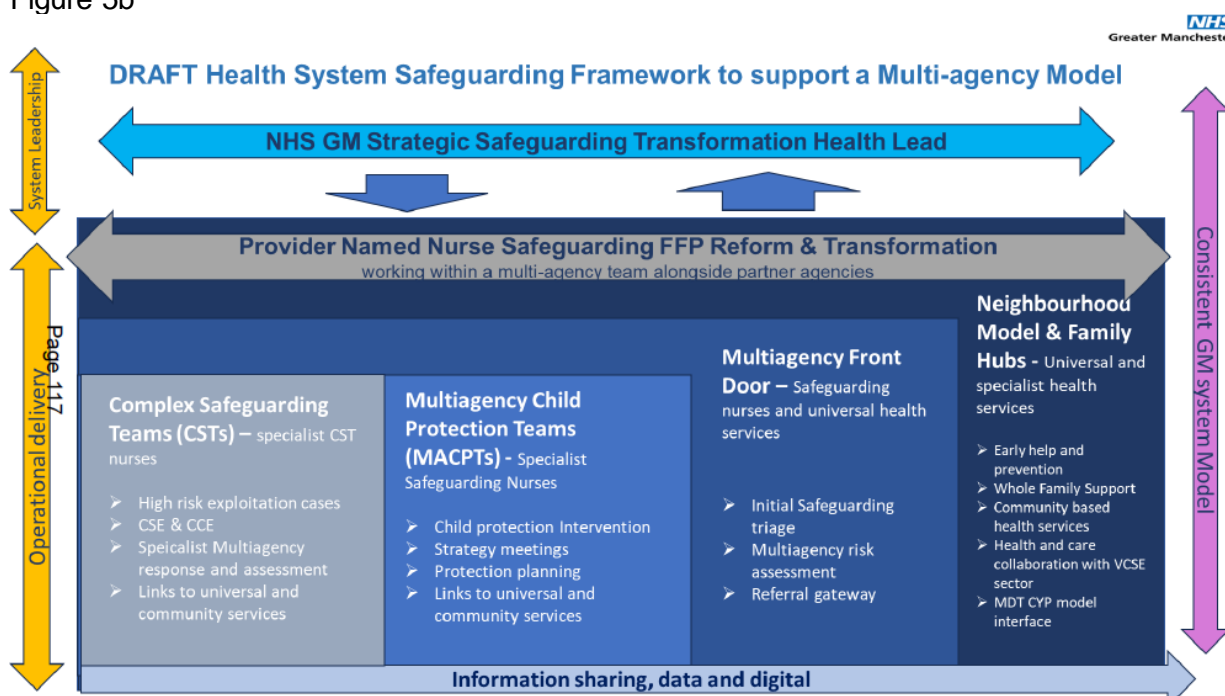 Figure 5b
NHS
Greater Mancheste
DRAFT Health System Safeguarding Framework to support a Multi-agency Model
System Leadership
NHS GM Strategic Safeguarding Transformation Health Lead
Provider Named Nurse Safeguarding FFP Reform & Transformation
working within a multi-agency team alongside partner agencies
Operational delivery
Page 117
Complex Safeguarding
Teams (CSTs) – specialist CST
nurses
➢ High risk exploitation cases
➢ CSE & CCE
➢ Speicalist Multiagency
response and assessment
➢ Links to universal and
community services
Multiagency Child
Protection Teams
(MACPTs) - Specialist
Safeguarding Nurses
➢ Child protection Intervention
➢ Strategy meetings
➢ Protection planning
➢ Links to universal and
community services
Multiagency Front
Door – Safeguarding
nurses and universal health
services
➢ Initial Safeguarding
triage
➢ Multiagency risk
assessment
➢ Referral gateway
Neighbourhood
Model & Family
Hubs - Universal and
specialist health
services
➢ Early help and
prevention
➢ Whole Family Support
➢ Community based
health services
➢ Health and care
collaboration with VCSE
sector
➢ MDT CYP model
interface
Consistent GM system Model
Information sharing, data and digital